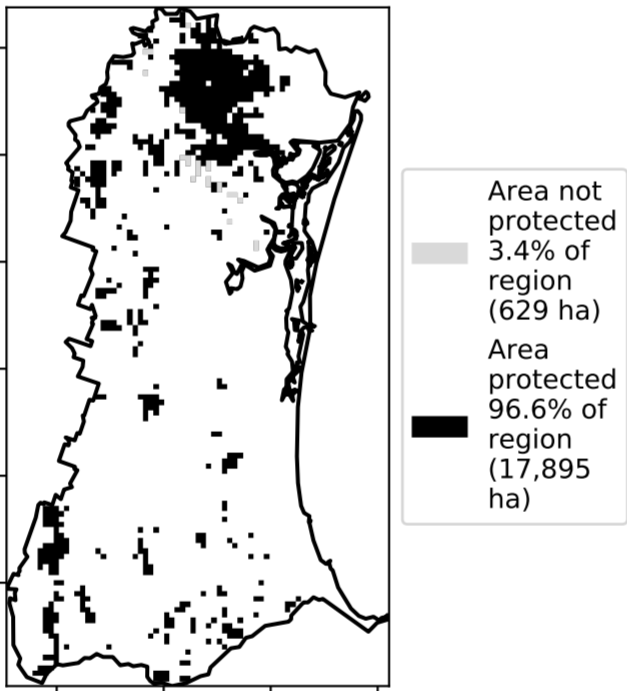 Area not
protected
3.4% of
region
(629 ha)
Area
protected
96.6% of
region
(17,895
ha)